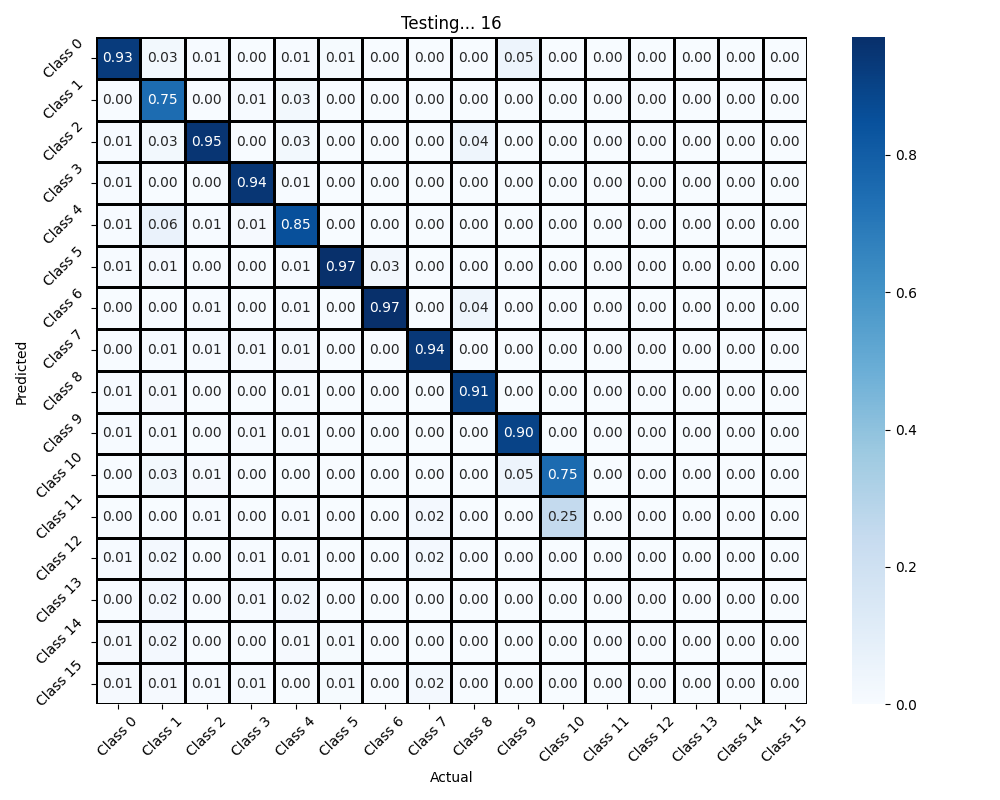 Testing... 16
Class 0 0.93 0.03 0.01 0.00 0.01 0.01 0.00 0.00 0.00 0.05 0.00 0.00 0.00 0.00 0.00 0.00
Class 1 0.00 0.75 0.00 0.01 0.03 0.00 0.00 0.00 0.00 0.00 0.00 0.00 0.00 0.00 0.00 0.00
Class 2 0.01 0.03 0.95 0.00 0.03 0.00 0.00 0.00 0.04 0.00 0.00 0.00 0.00 0.00 0.00 0.00
Class 3 0.01 0.00 0.00 0.94 0.01 0.00 0.00 0.00 0.00 0.00 0.00 0.00 0.00 0.00 0.00 0.00
Class 4 0.01 0.06 0.01 0.01 0.85 0.00 0.00 0.00 0.00 0.00 0.00 0.00 0.00 0.00 0.00 0.00
Class 5 0.01 0.01 0.00 0.00 0.01 0.97 0.03 0.00 0.00 0.00 0.00 0.00 0.00 0.00 0.00 0.00
Class 6 0.00 0.00 0.01 0.00 0.01 0.00 0.97 0.00 0.04 0.00 0.00 0.00 0.00 0.00 0.00 0.00
Class 7 0.00 0.01 0.01 0.01 0.01 0.00 0.00 0.94 0.00 0.00 0.00 0.00 0.00 0.00 0.00 0.00
Class 8 0.01 0.01 0.00 0.00 0.01 0.00 0.00 0.00 0.91 0.00 0.00 0.00 0.00 0.00 0.00 0.00
Class 9 0.01 0.01 0.00 0.01 0.01 0.00 0.00 0.00 0.00 0.90 0.00 0.00 0.00 0.00 0.00 0.00
Class 10 0.00 0.03 0.01 0.00 0.00 0.00 0.00 0.00 0.00 0.05 0.75 0.00 0.00 0.00 0.00 0.00
Class 11 0.00 0.00 0.01 0.00 0.01 0.00 0.00 0.02 0.00 0.00 0.25 0.00 0.00 0.00 0.00 0.00
Class 12 0.01 0.02 0.00 0.01 0.01 0.00 0.00 0.02 0.00 0.00 0.00 0.00 0.00 0.00 0.00 0.00
Class 13 0.00 0.02 0.00 0.01 0.02 0.00 0.00 0.00 0.00 0.00 0.00 0.00 0.00 0.00 0.00 0.00
Class 14 0.01 0.02 0.00 0.00 0.01 0.01 0.00 0.00 0.00 0.00 0.00 0.00 0.00 0.00 0.00 0.00
Class 15 0.01 0.01 0.01 0.01 0.00 0.01 0.00 0.02 0.00 0.00 0.00 0.00 0.00 0.00 0.00 0.00
Class 0 Class 1 Class 2 Class 3 Class 4 Class 5 Class 6 Class 7 Class 8 Class 9 Class 10 Class 11 Class 12 Class 13 Class 14 Class 15
Actual
Predicted
0.8
0.6
0.4
0.2
0.0